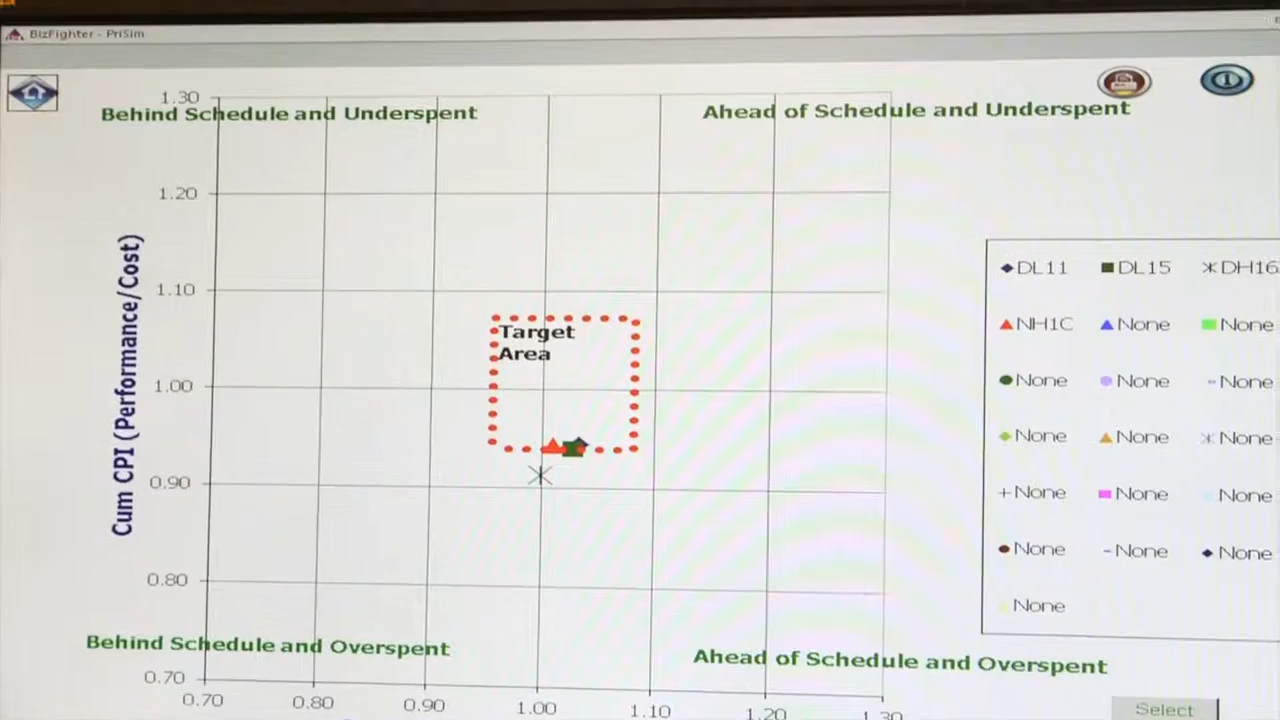 BizFighter - PriSim
1.30
Behind Schedule and Underspent
Ahead of Schedule and Underspent
1.20
1.10
1.00
0.90
0.80
0.70
Cum CPI (Performance/Cost)
Target
Area
DL11 DL15 DH16
NH1C None None
None None None
None None None
None None None
None None None
None
Behind Schedule and Overspent
Ahead of Schedule and Overspent
0.70 0.80 0.90 1.00 1.10 1.20 1.30
Select